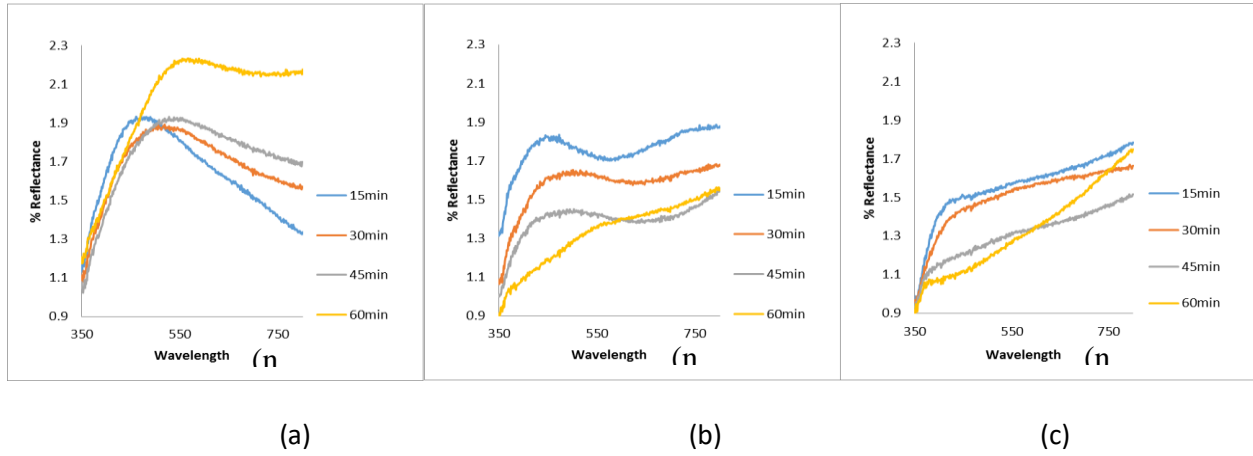 2.3
2.1
1.9
1.7
1.5
1.3
1.1
0.9
% Reflectance
350
550
750
Wavelength
(n
15min
30min
45min
60min
2.3
2.1
1.9
1.7
1.5
1.3
1.1
0.9
% Reflectance
350
550
750
Wavelength
(n
15min
30min
45min
60min
2.3
2.1
1.9
1.7
1.5
1.3
1.1
0.9
% Reflectance
350
550
750
Wavelength
(n
15min
30min
45min
60min
(a)
(b)
(c)